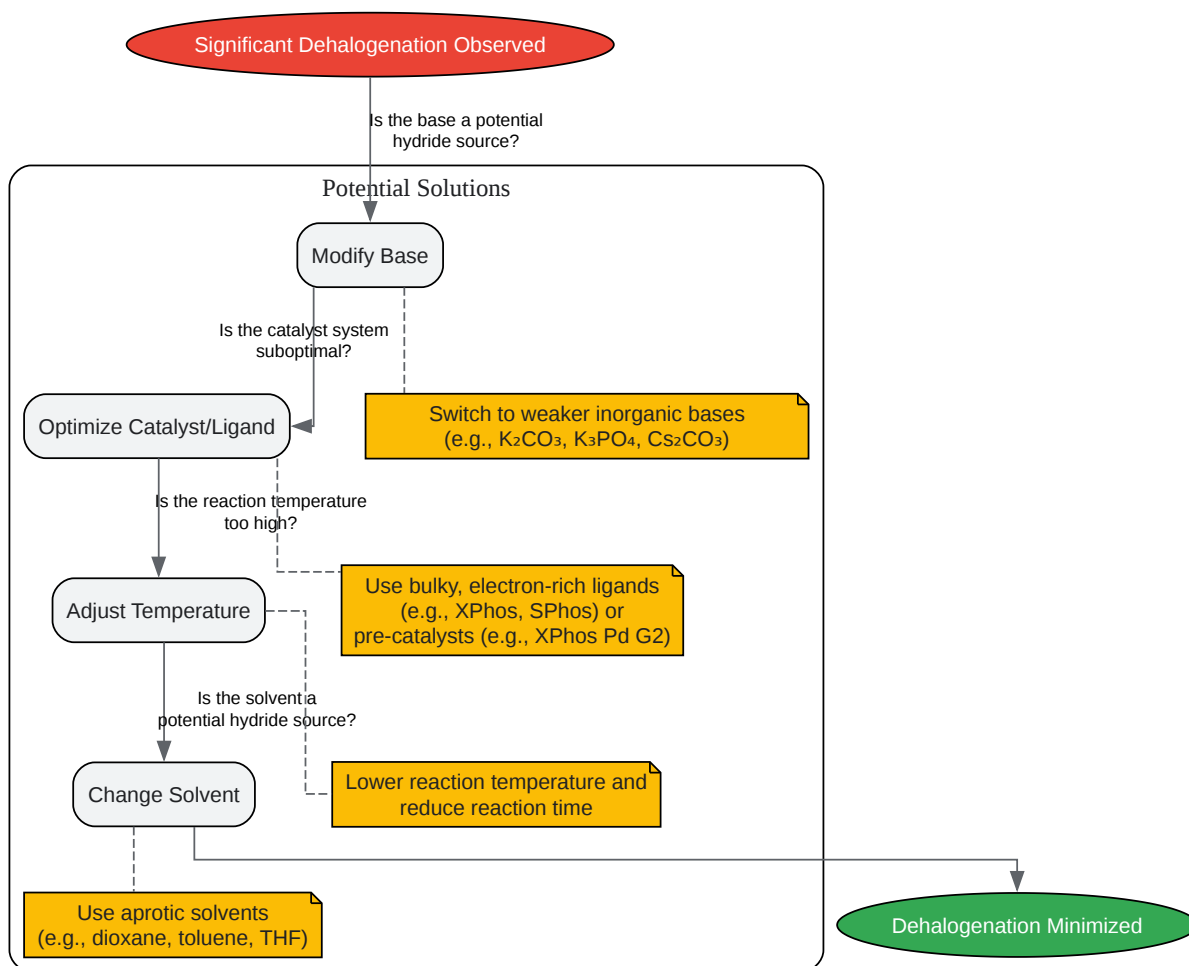 Significant Dehalogenation Observed
Is the base a potential
hydride source?
Potential Solutions
Modify Base
Is the catalyst system
suboptimal?
Optimize Catalyst/Ligand
Switch to weaker inorganic bases
(e.g., K₂CO₃, K₃PO₄, Cs₂CO₃)
Is the reaction temperature
too high?
Use bulky, electron-rich ligands
(e.g., XPhos, SPhos) or
pre-catalysts (e.g., XPhos Pd G2)
Adjust Temperature
Is the solvent a
potential hydride source?
Lower reaction temperature and
reduce reaction time
Change Solvent
Use aprotic solvents
(e.g., dioxane, toluene, THF)
Dehalogenation Minimized